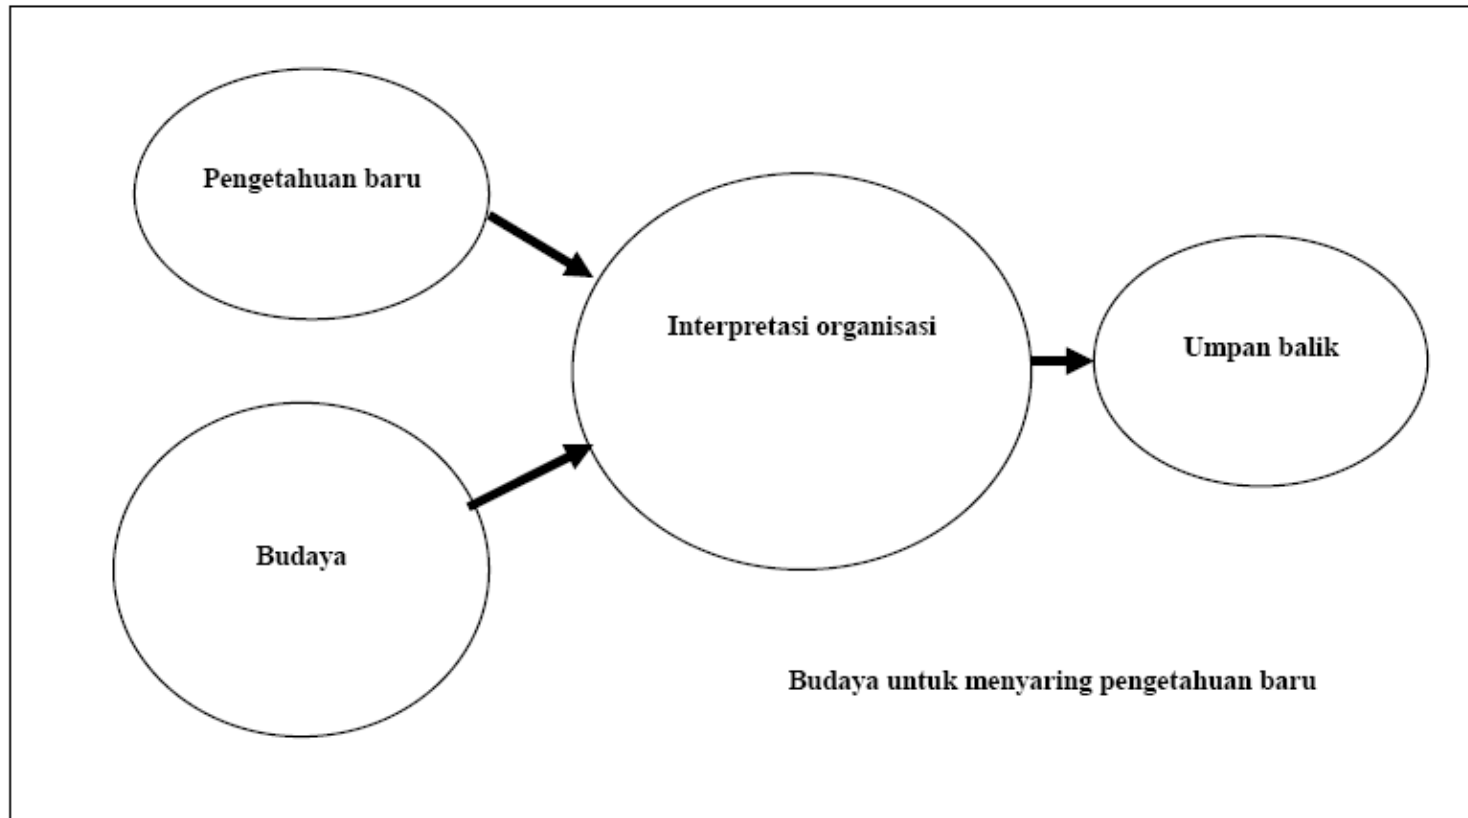 Pengetahuan baru
Interpretasi organisasi
Umpan balik
Budaya
Budaya untuk menyaring pengetahuan baru